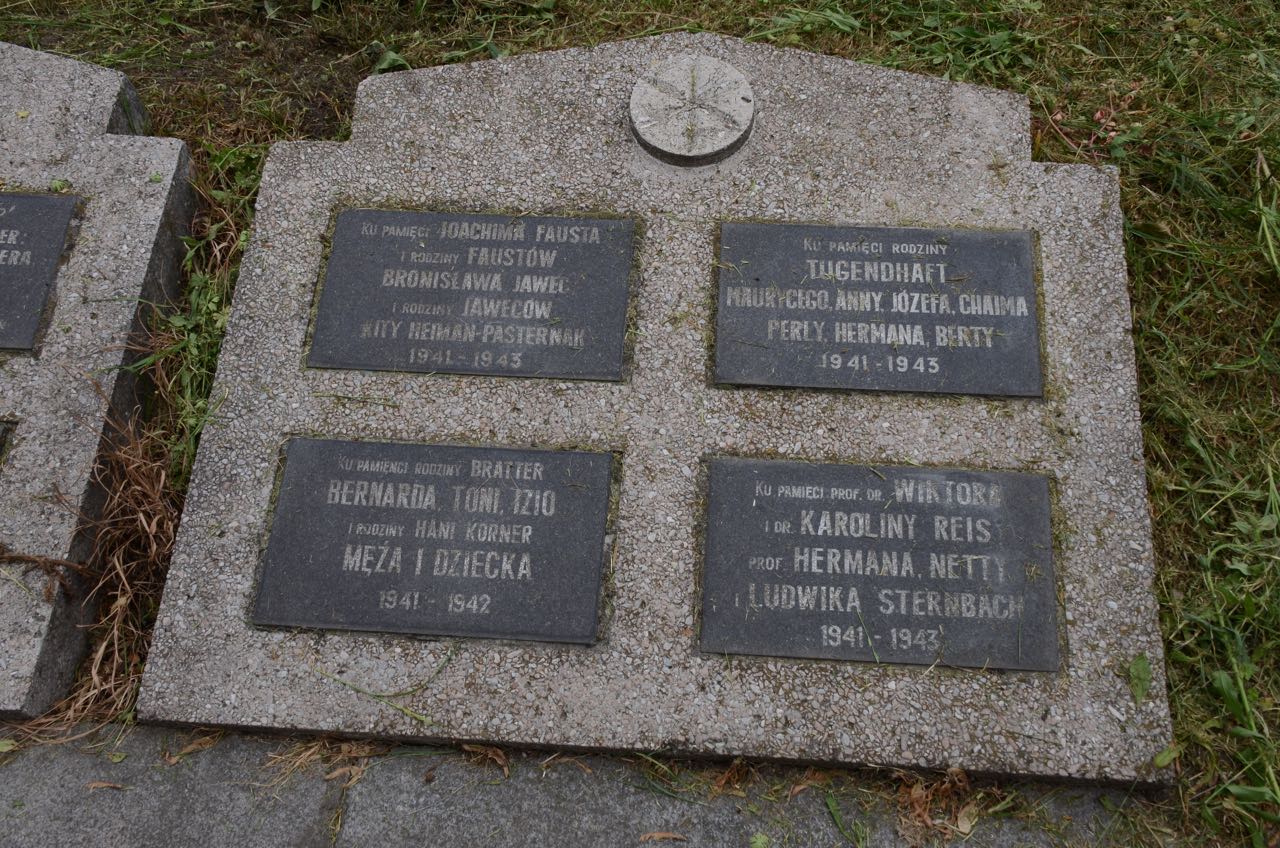 KU PAMIĘCI JOACHIMA FAUSTA
I RODZINY FAUSTÓW
BRONISŁAWA JAWEC
I RODZINY JAWECÓW
KITY HEIMAN-PASTERNAK
1941 - 1943
KU PAMIĘCI RODZINY
TUGENDHAFT
MAURYCEGO, ANNY, JÓZEFA, CHAIMA
PERLY, HERMANA, BERTY
1941 - 1943
KU PAMIENCI RODZINY BRATTER
BERNARDA, TONI, IZIO
I RODZINY HANI KORNER
MĘŻA I DZIECKA
1941 - 1942
KU PAMIĘCI PROF. DR. WIKTORA
I DR. KAROLINY REIS
PROF. HERMANA, NETTY
I LUDWIKA STERNBACH
1941 - 1943